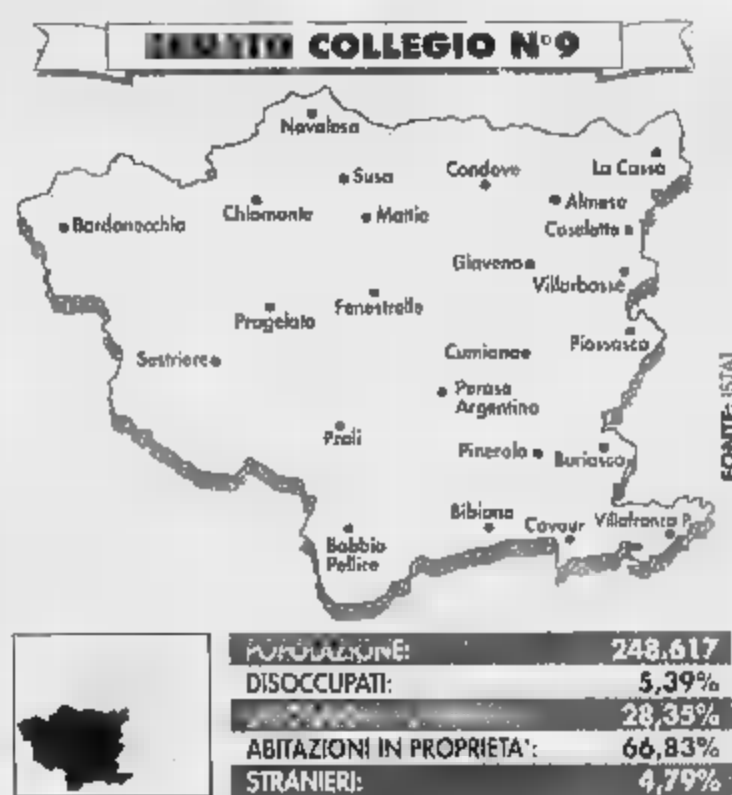 COLLEGIO N°9
Novalesa
Susa
Condove
La Cassa
Almese
Chiomonte
Mattie
Bardonecchia
Caselette
Giaveno
Villarbasse
Fenestrelle
Pragelato
Piossasco
Sestriere
Cumiana
Perosa
Argentina
Prali
Pinerolo
Buriasco
Bibiana
Cavour
Villafranca P.
Bobbio
Pellice
FONTE: ISTAT
POPOLAZIONE: 248.617
DISOCCUPATI: 5,39%
28,35%
ABITAZIONI IN PROPRIETA': 66,83%
STRANIERI: 4,79%